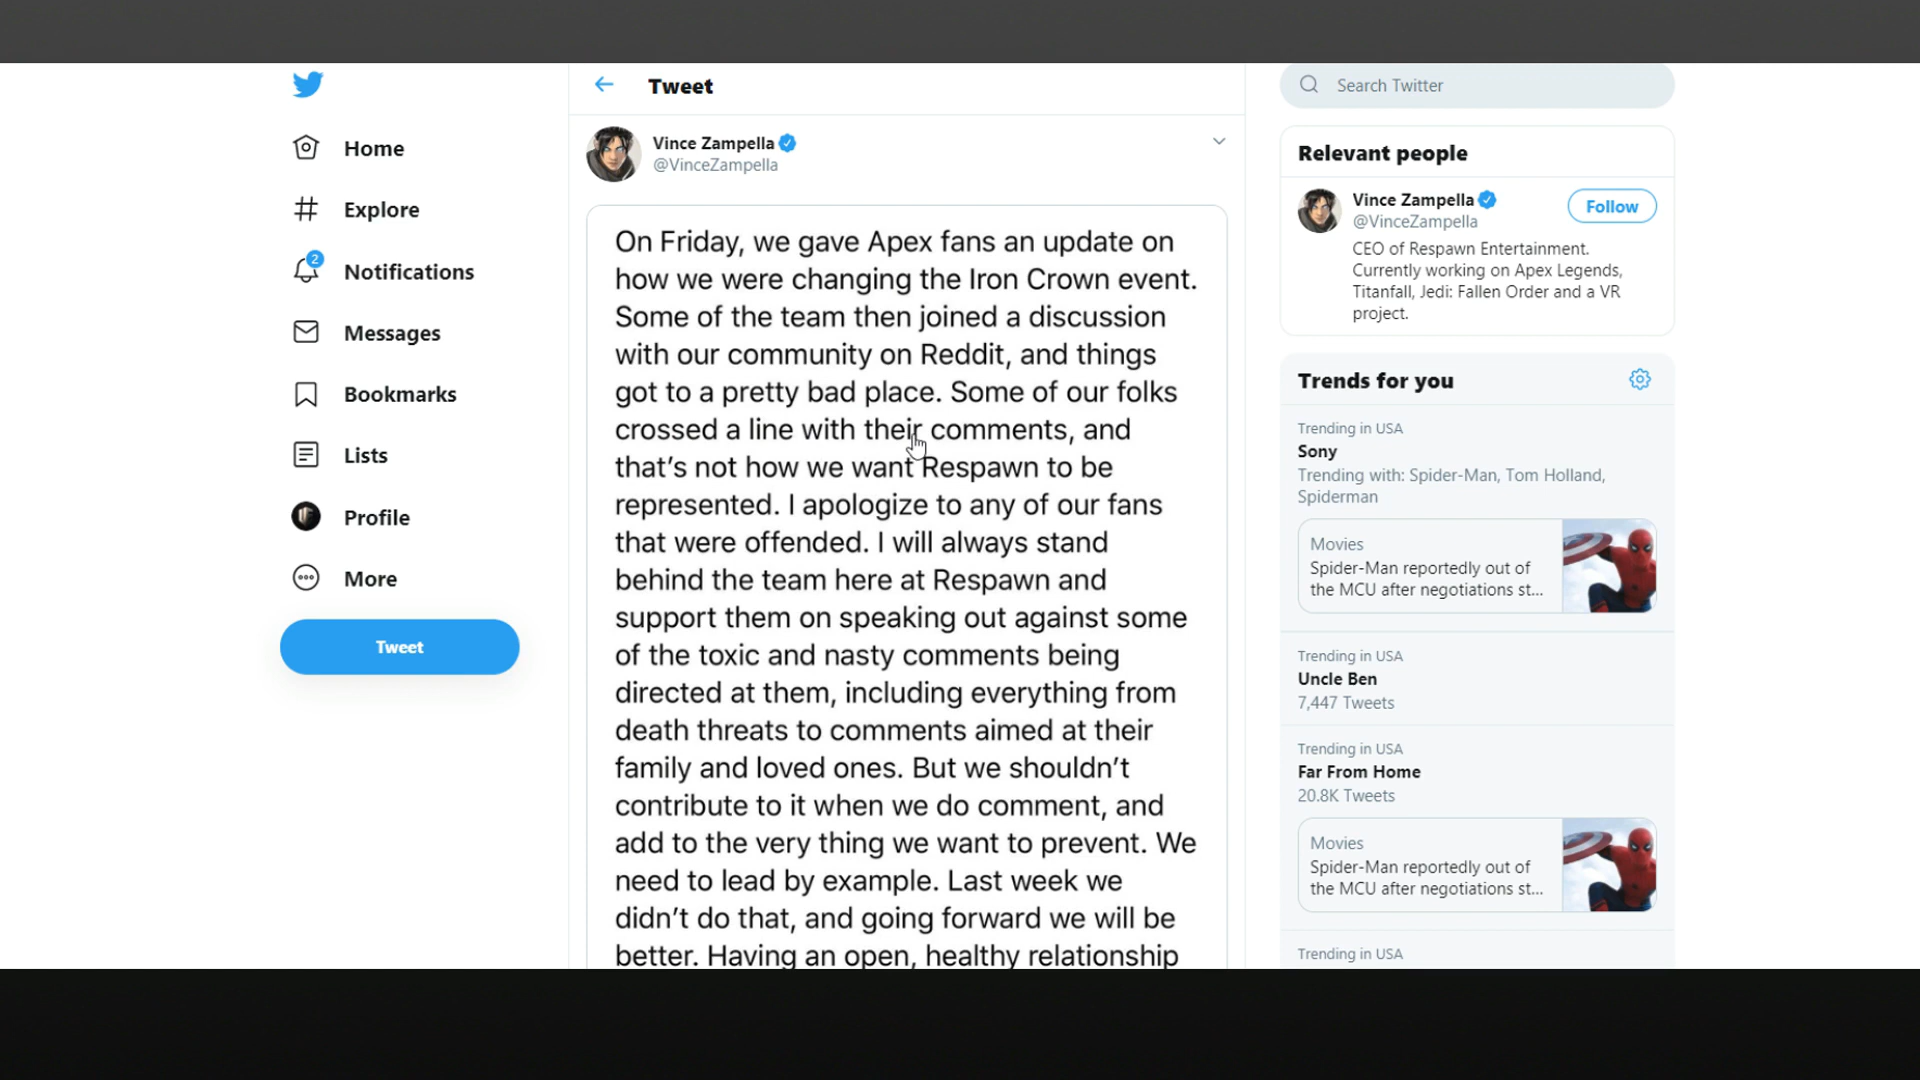 Tweet
Search Twitter
Vince Zampella
@VinceZampella
Home
Explore
2
Notifications
Messages
Bookmarks
Lists
Profile
More
Tweet
On Friday, we gave Apex fans an update on
how we were changing the Iron Crown event.
Some of the team then joined a discussion
with our community on Reddit, and things
got to a pretty bad place. Some of our folks
crossed a line with their comments, and
that’s not how we want Respawn to be
represented. I apologize to any of our fans
that were offended. I will always stand
behind the team here at Respawn and
support them on speaking out against some
of the toxic and nasty comments being
directed at them, including everything from
death threats to comments aimed at their
family and loved ones. But we shouldn’t
contribute to it when we do comment, and
add to the very thing we want to prevent. We
need to lead by example. Last week we
didn’t do that, and going forward we will be
better. Having an open, healthy relationship
Relevant people
Vince Zampella
@VinceZampella
Follow
CEO of Respawn Entertainment.
Currently working on Apex Legends,
Titanfall, Jedi: Fallen Order and a VR
project.
Trends for you
Trending in USA
Sony
Trending with: Spider-Man, Tom Holland,
Spiderman
Movies
Spider-Man reportedly out of
the MCU after negotiations st...
Trending in USA
Uncle Ben
7,447 Tweets
Trending in USA
Far From Home
20.8K Tweets
Movies
Spider-Man reportedly out of
the MCU after negotiations st...
Trending in USA